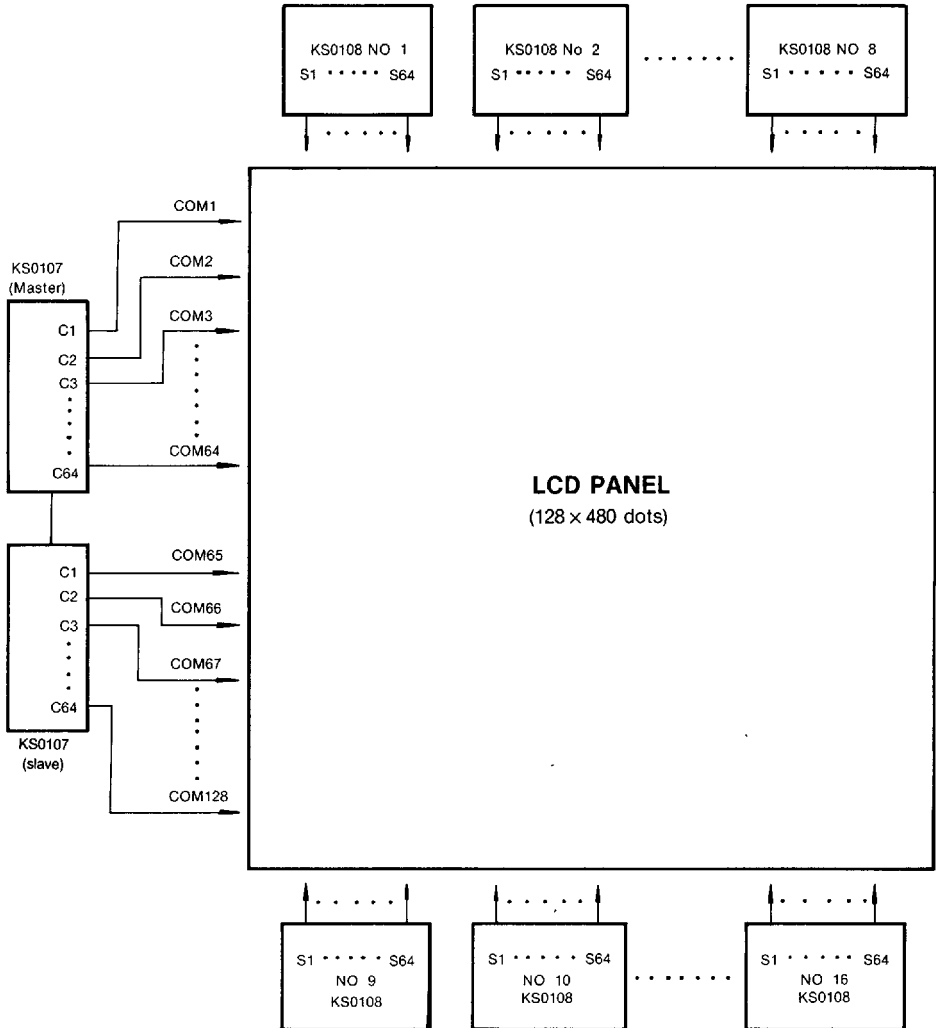 KS0108 NO 1
S1 ····· S64
KS0108 No 2
S1 ····· S64
KS0108 NO 8
S1 ····· S64
COM1
COM2
COM3
COM64
KS0107
(Master)
C1
C2
C3
C64
LCD PANEL
(128 × 480 dots)
COM65
COM66
COM67
COM128
C1
C2
C3
C64
KS0107
(slave)
S1 ····· S64
NO 9
KS0108
S1 ····· S64
NO 10
KS0108
S1 ····· S64
NO 16
KS0108